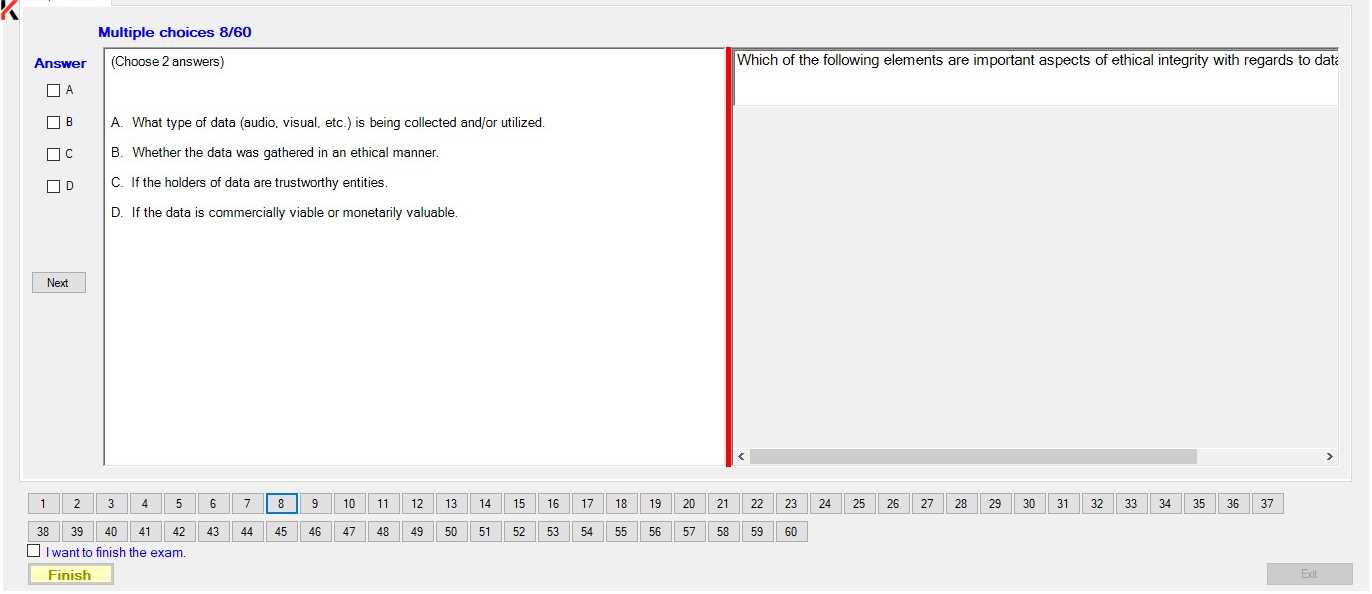 Multiple choices 8/60
Answer
(Choose 2 answers)
Which of the following elements are important aspects of ethical integrity with regards to data
A
B
C
D
A. What type of data (audio, visual, etc.) is being collected and/or utilized.
B. Whether the data was gathered in an ethical manner.
C. If the holders of data are trustworthy entities.
D. If the data is commercially viable or monetarily valuable.
Next
1 2 3 4 5 6 7 8 9 10 11 12 13 14 15 16 17 18 19 20 21 22 23 24 25 26 27 28 29 30 31 32 33 34 35 36 37
38 39 40 41 42 43 44 45 46 47 48 49 50 51 52 53 54 55 56 57 58 59 60
I want to finish the exam.
Finish
Exit